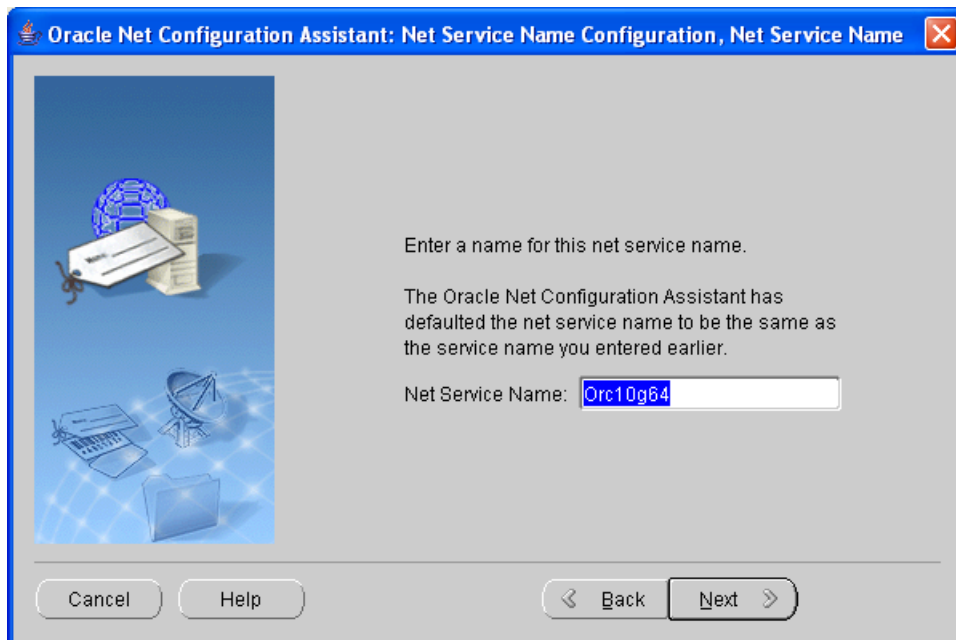 Oracle Net Configuration Assistant: Net Service Name Configuration, Net Service Name
Enter a name for this net service name.
The Oracle Net Configuration Assistant has
defaulted the net service name to be the same as
the service name you entered earlier.
Net Service Name: Orc10g64
Cancel Help Back Next